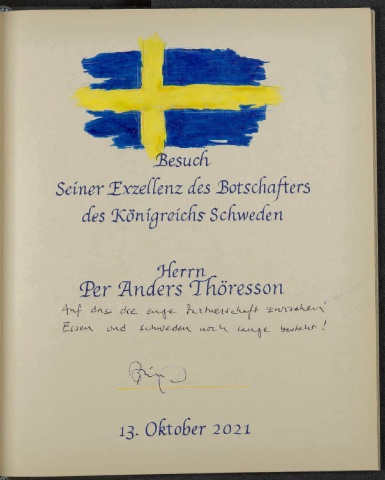 Besuch
Seiner Exzellenz des Botschafters
des Königreichs Schweden
Herrn
Per Anders Thöresson
Auf dass die enge Partnerschaft zwischen
Essen und Schweden noch lange besteht!
13. Oktober 2021